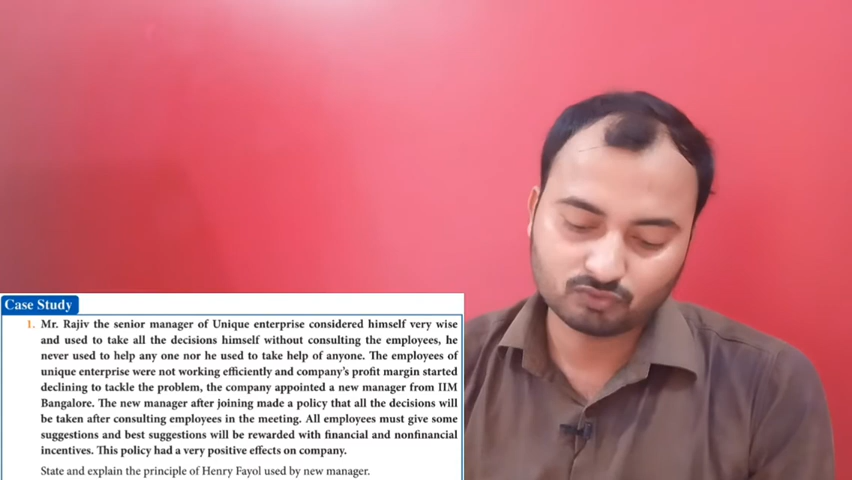 Case Study
1. Mr. Rajiv the senior manager of Unique enterprise considered himself very wise
and used to take all the decisions himself without consulting the employees, he
never used to help any one nor he used to take help of anyone. The employees of
unique enterprise were not working efficiently and company's profit margin started
declining to tackle the problem, the company appointed a new manager from IIM
Bangalore. The new manager after joining made a policy that all the decisions will
be taken after consulting employees in the meeting. All employees must give some
suggestions and best suggestions will be rewarded with financial and nonfinancial
incentives. This policy had a very positive effects on company.
State and explain the principle of Henry Fayol used by new manager.